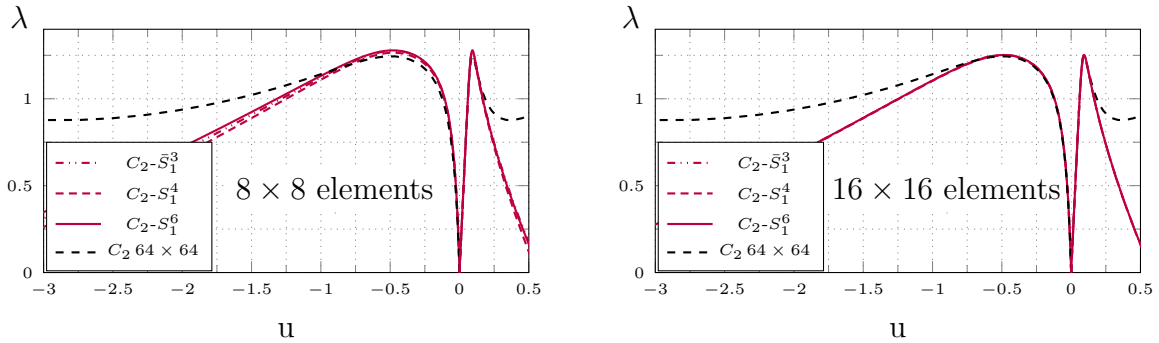 λ
1
0.5
0
C₂-S̄₁³
C₂-S₁⁴
C₂-S₁⁶
C₂ 64 × 64
8 × 8 elements
−3 −2.5 −2 −1.5 −1 −0.5 0 0.5
u
λ
1
0.5
0
C₂-S̄₁³
C₂-S₁⁴
C₂-S₁⁶
C₂ 64 × 64
16 × 16 elements
−3 −2.5 −2 −1.5 −1 −0.5 0 0.5
u